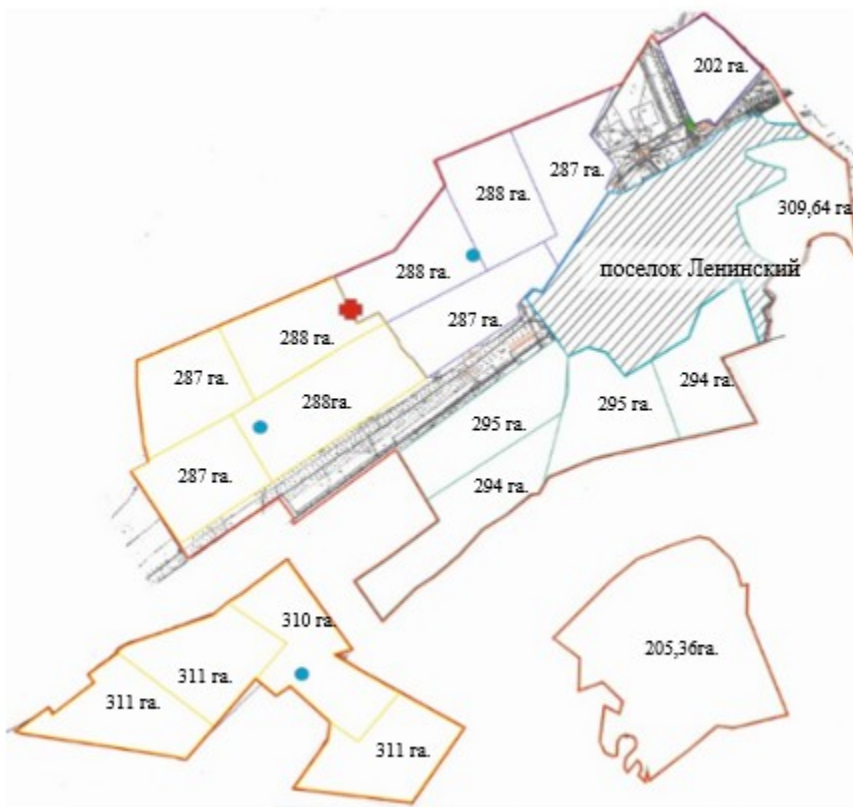 202 га.
287 га.
288 га.
309,64 га
288 га.
поселок Ленинский
287 га.
288 га.
287 га.
294 га.
288га.
295 га.
295 га.
287 га.
294 га.
310 га.
205,36га.
311 га.
311 га.
311 га.